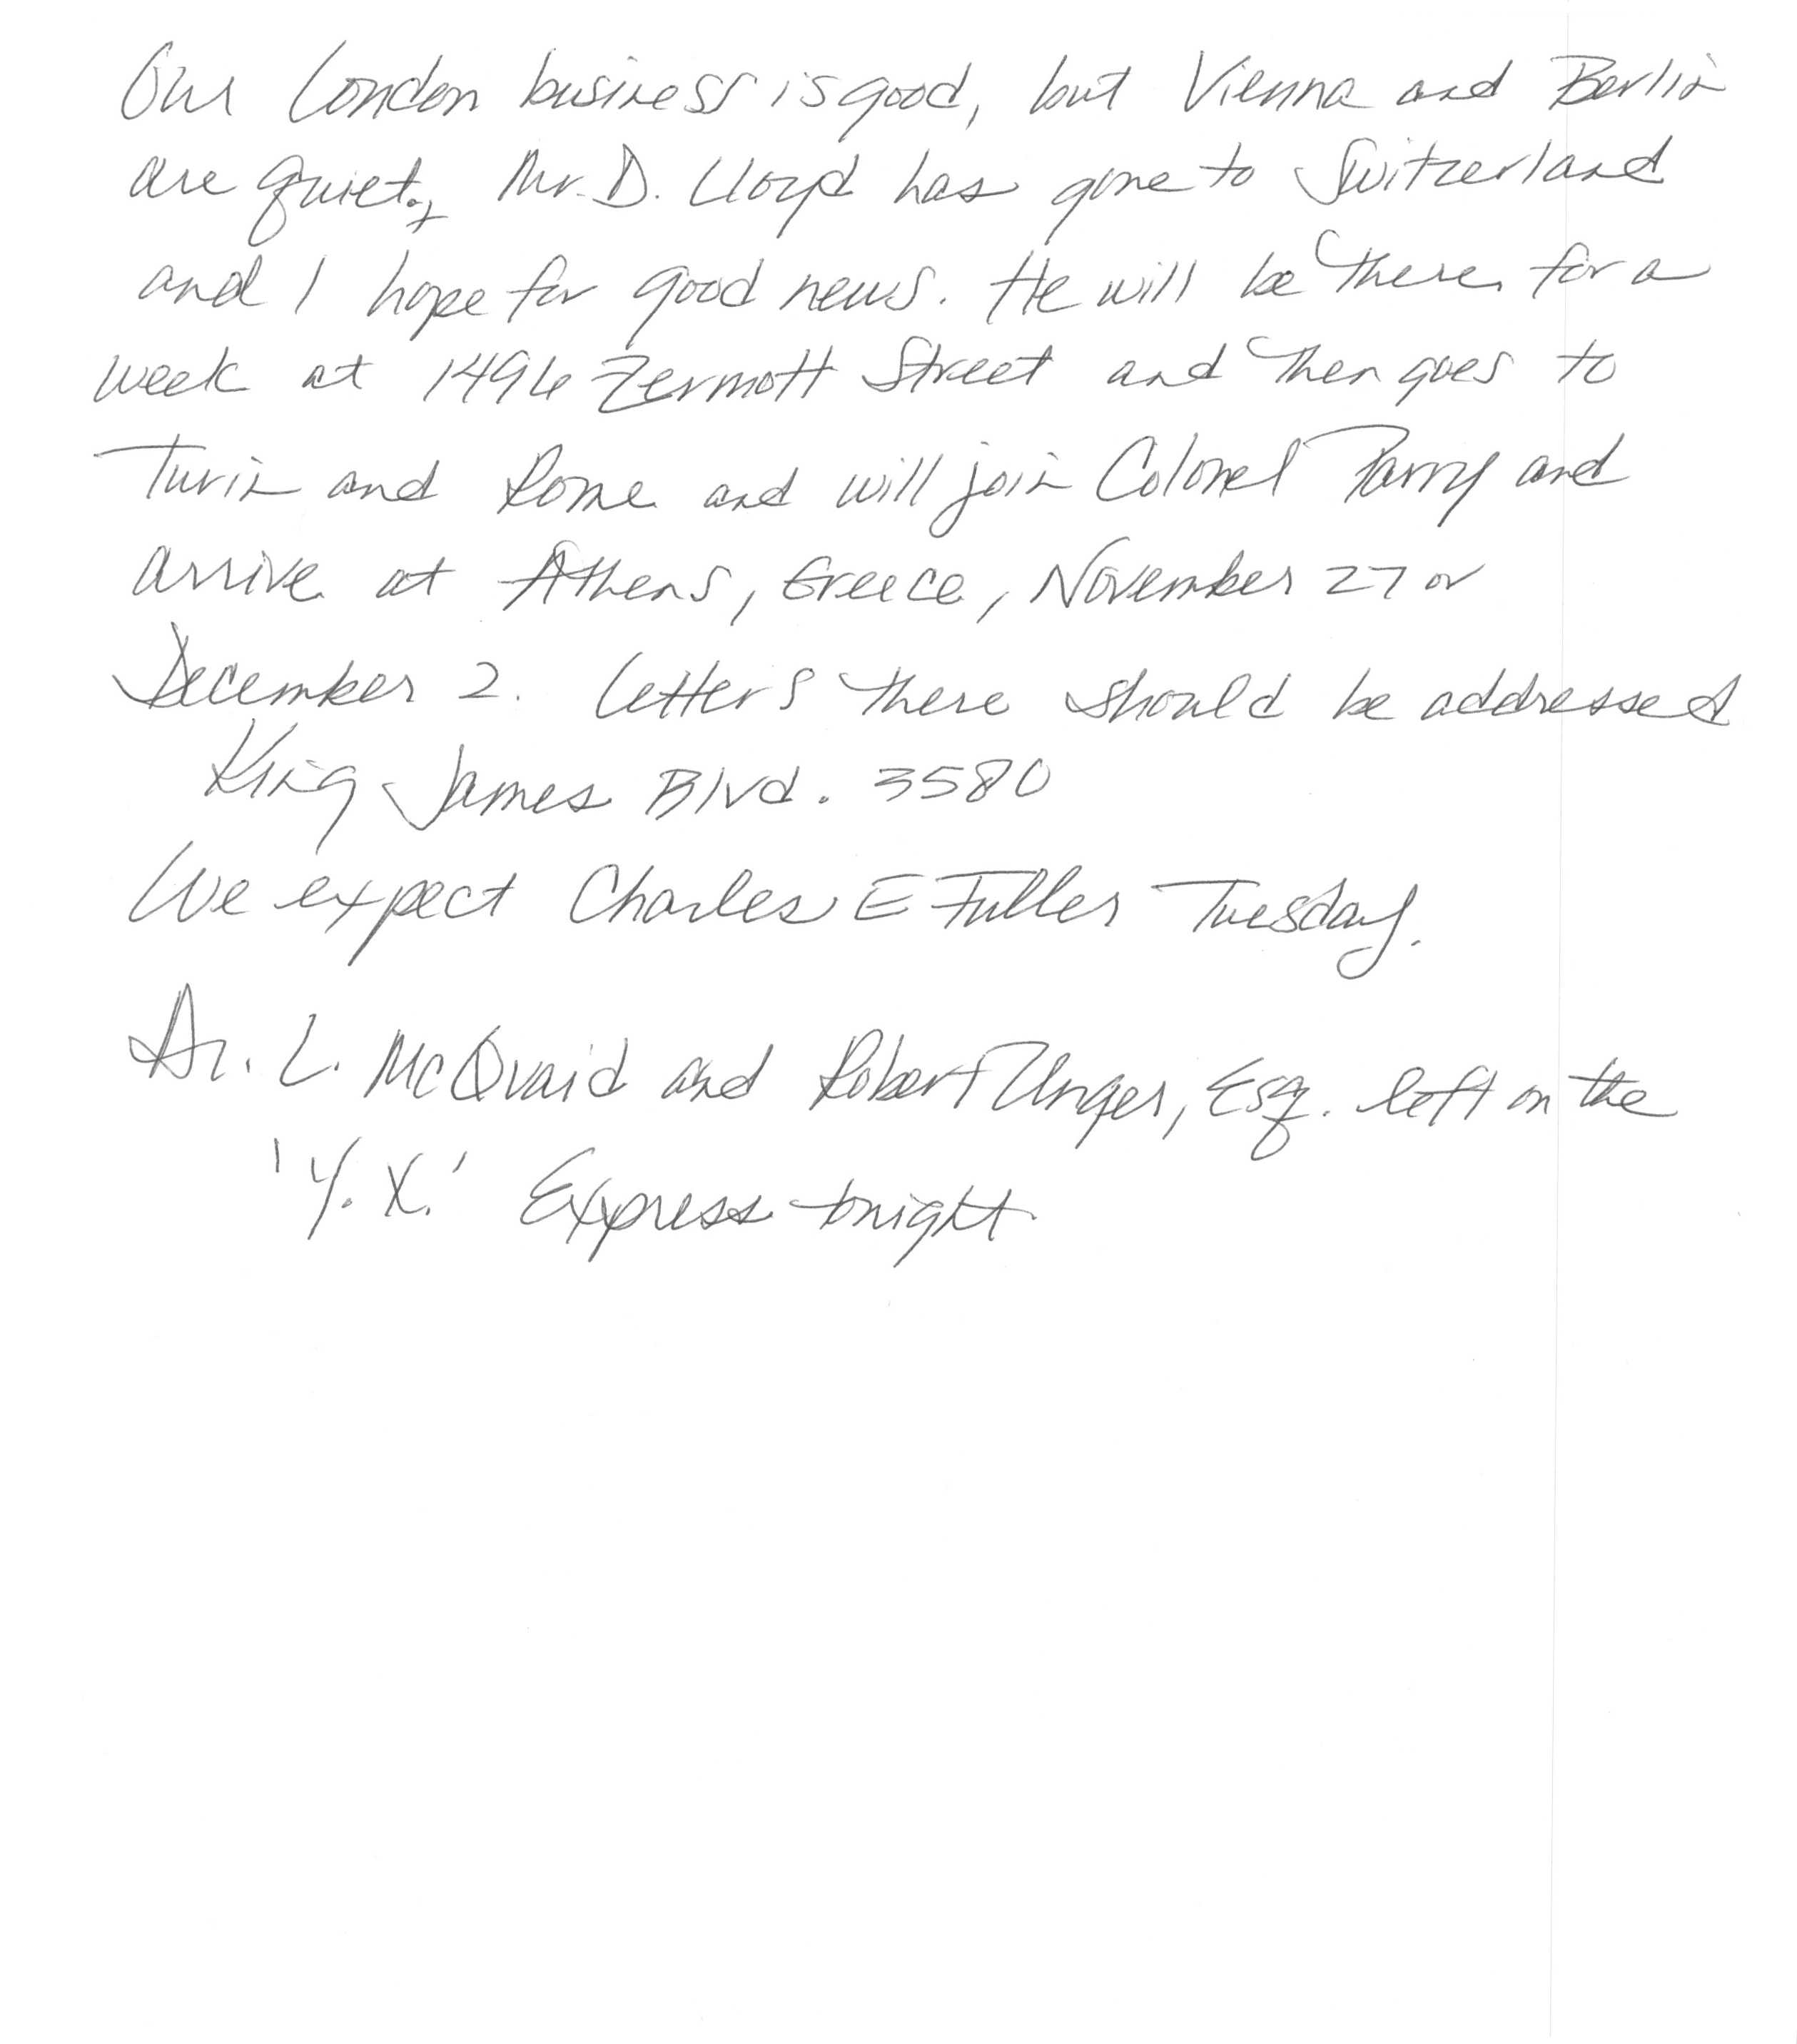 Our London business is good, but Vienna and Berlin
are quiet. Mr. D. Lloyd has gone to Switzerland
and I hope for good news. He will be there for a
week at 1496 Zermott Street and then goes to
Turin and Rome and will join Colonel Parry and
arrive at Athens, Greece, November 27 or
December 2. Letters there should be addressed
King James Blvd. 3580
We expect Charles E Fuller Tuesday.
Dr. L. McQuaid and Robert Unger, Esq. left on the
'Y.X.' Express tonight.